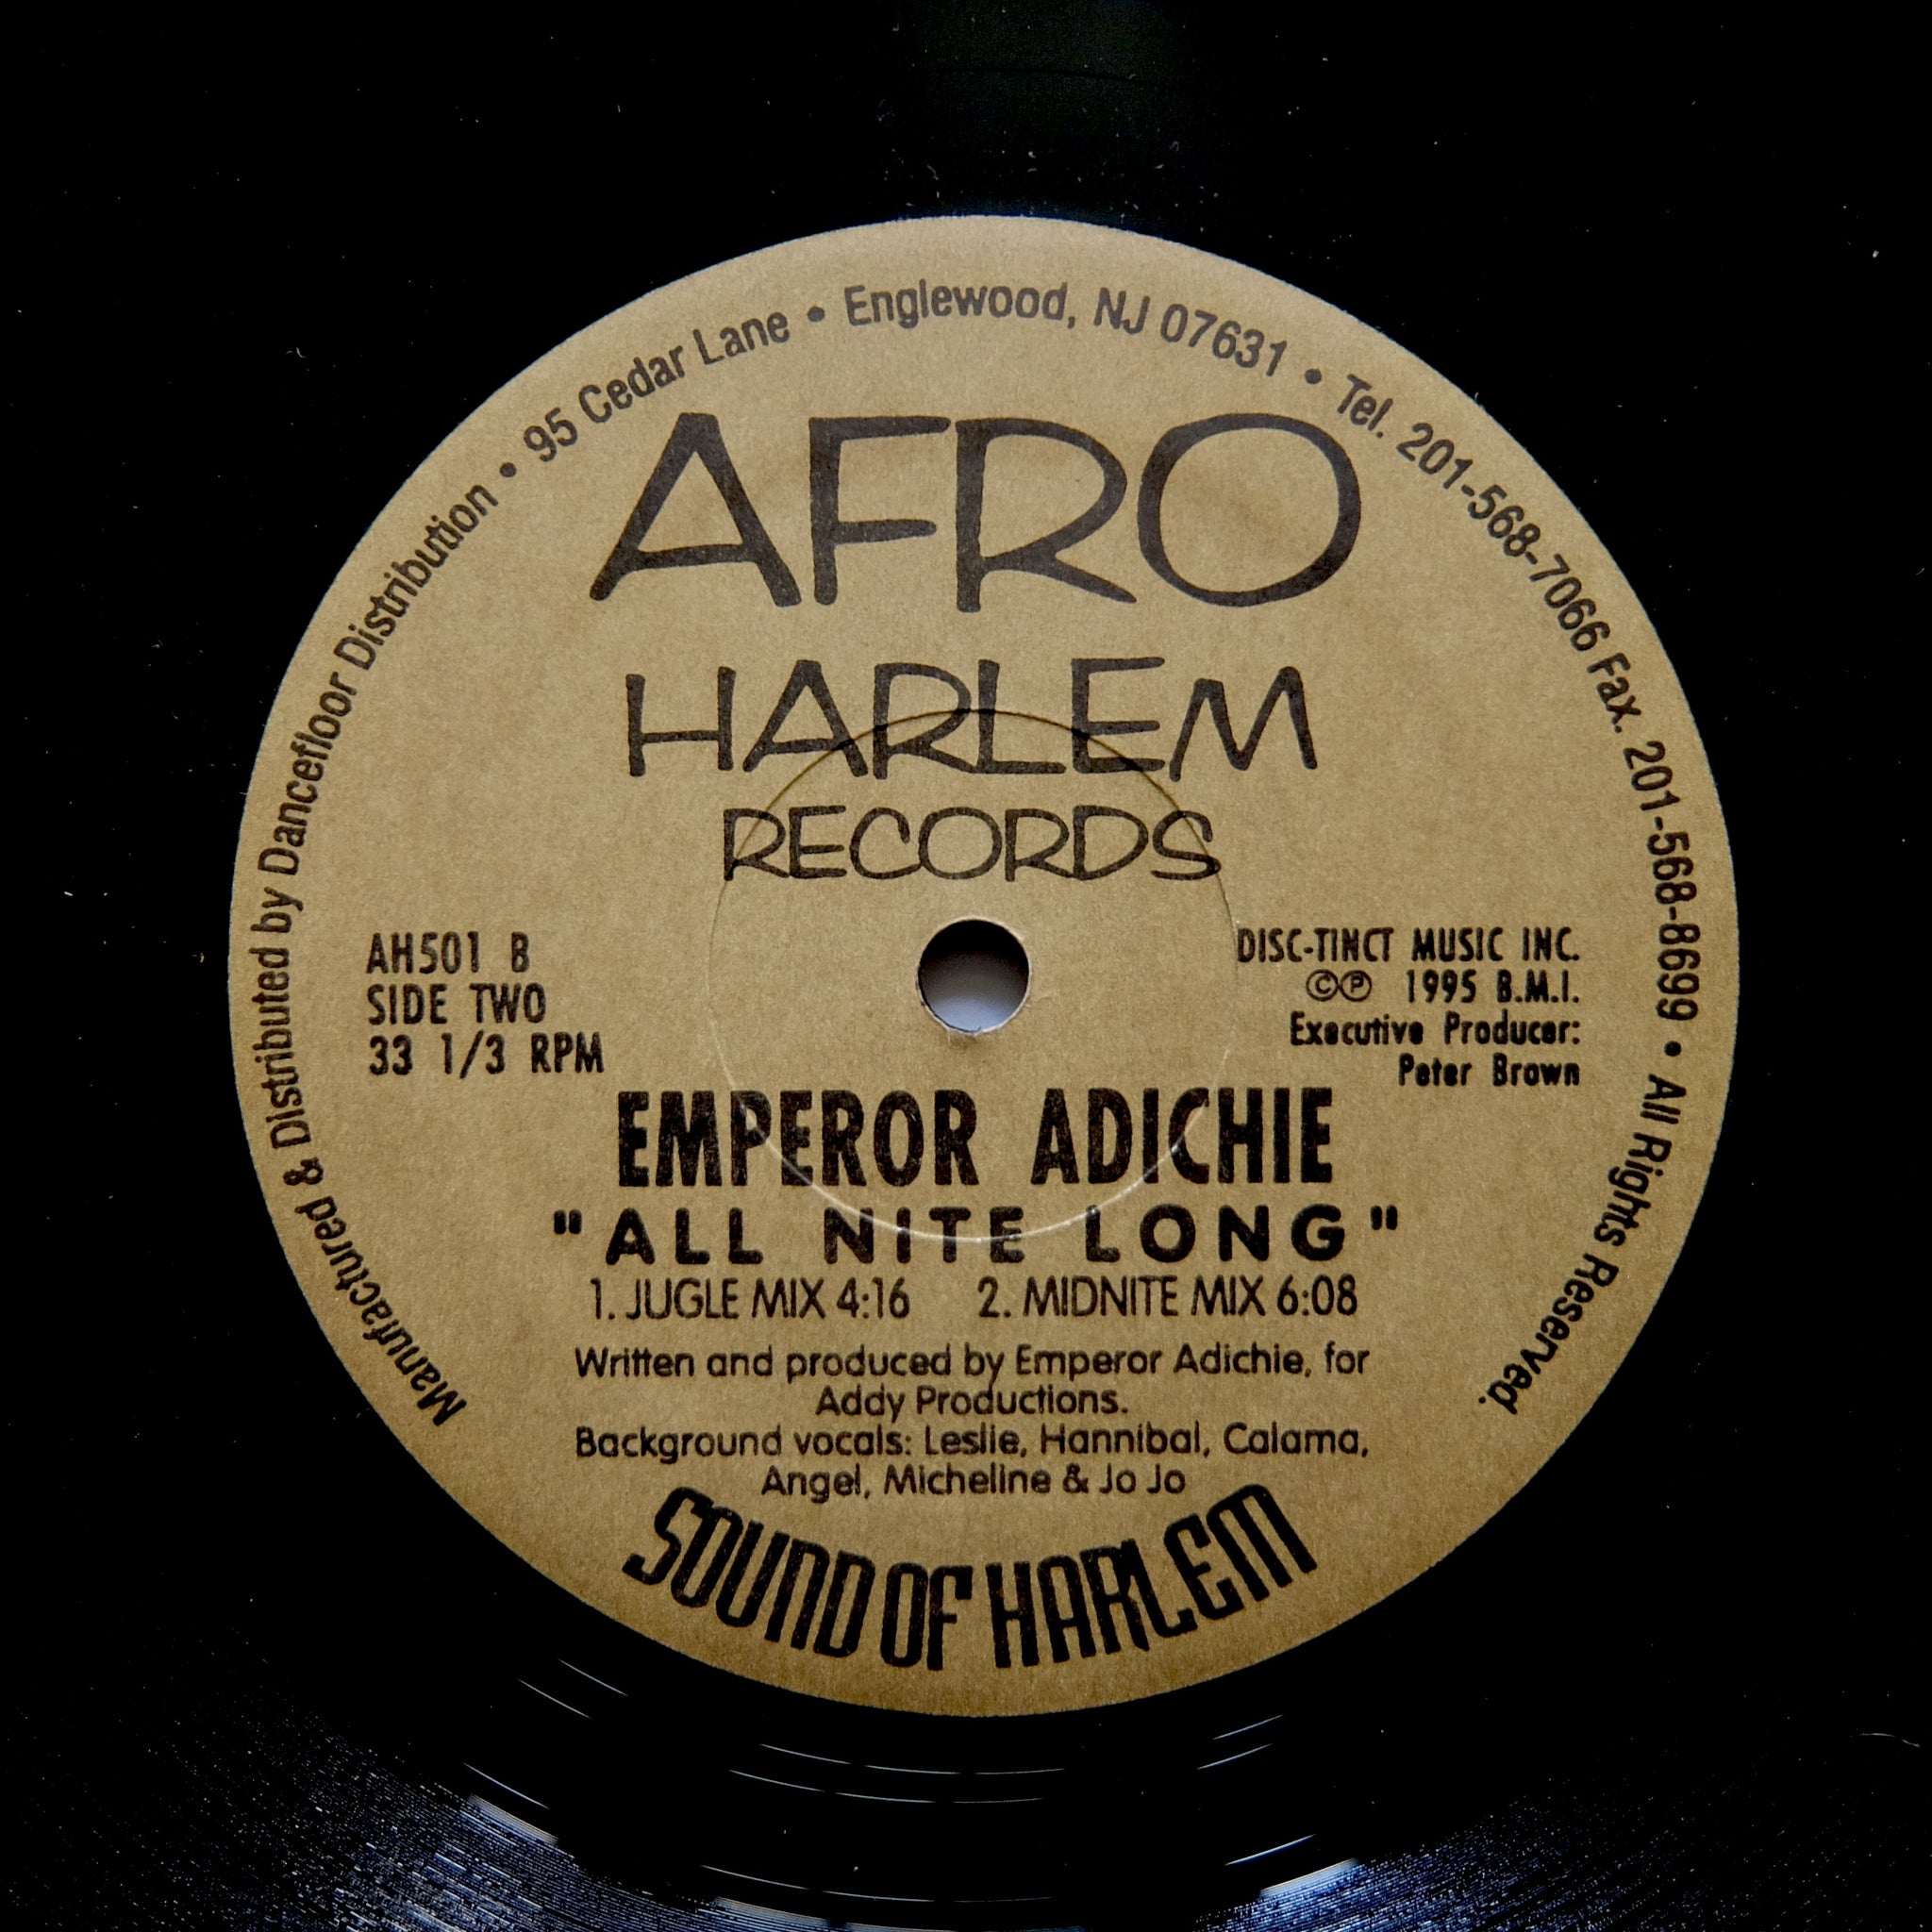 Manufactured & Distributed by Dancefloor Distribution • 95 Cedar Lane • Englewood, NJ 07631 • Tel. 201-568-7066 Fax. 201-568-8699 • All Rights Reserved.
AFRO
HARLEM
RECORDS
AH501 B
SIDE TWO
33 1/3 RPM
DISC-TINCT MUSIC INC.
©℗ 1995 B.M.I.
Executive Producer:
Peter Brown
EMPEROR ADICHIE
"ALL NITE LONG"
1. JUGLE MIX 4:16 2. MIDNITE MIX 6:08
Written and produced by Emperor Adichie, for
Addy Productions.
Background vocals: Leslie, Hannibal, Calama,
Angel, Micheline & Jo Jo
SOUND OF HARLEM